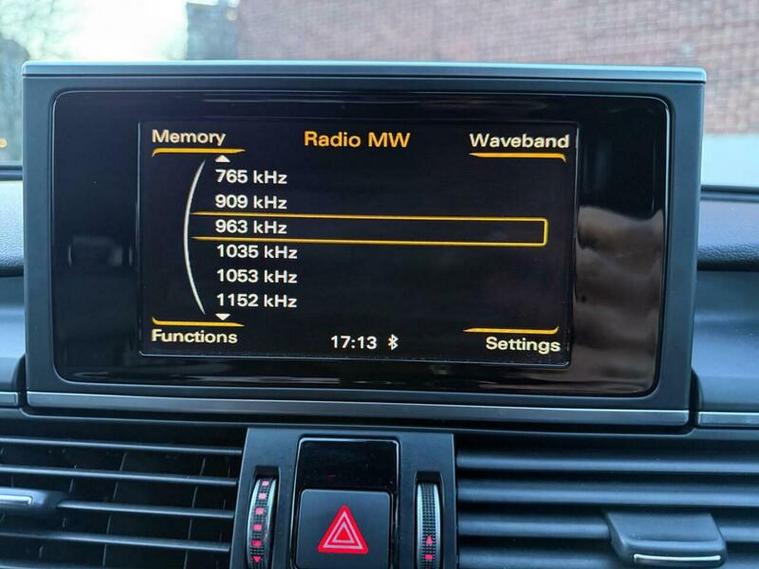 Memory Radio MW Waveband
765 kHz
909 kHz
963 kHz
1035 kHz
1053 kHz
1152 kHz
Functions 17:13 Settings